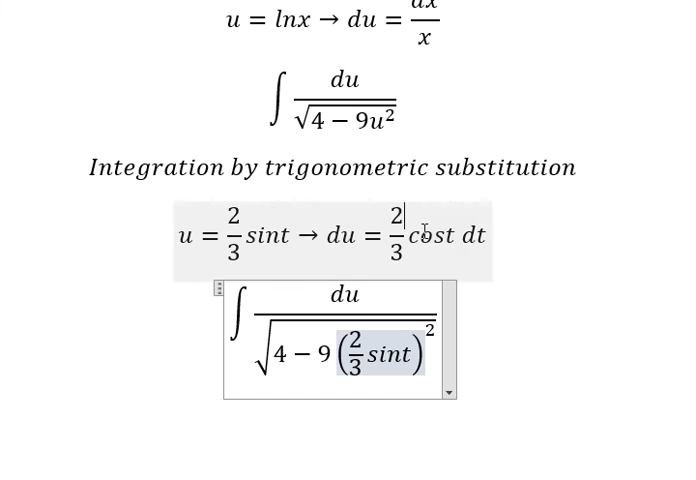 u = lnx → du = dx/x
∫ du/√(4 − 9u²)
Integration by trigonometric substitution
u = 2/3 sint → du = 2/3 cost dt
∫ du/√(4 − 9(2/3 sint)²)